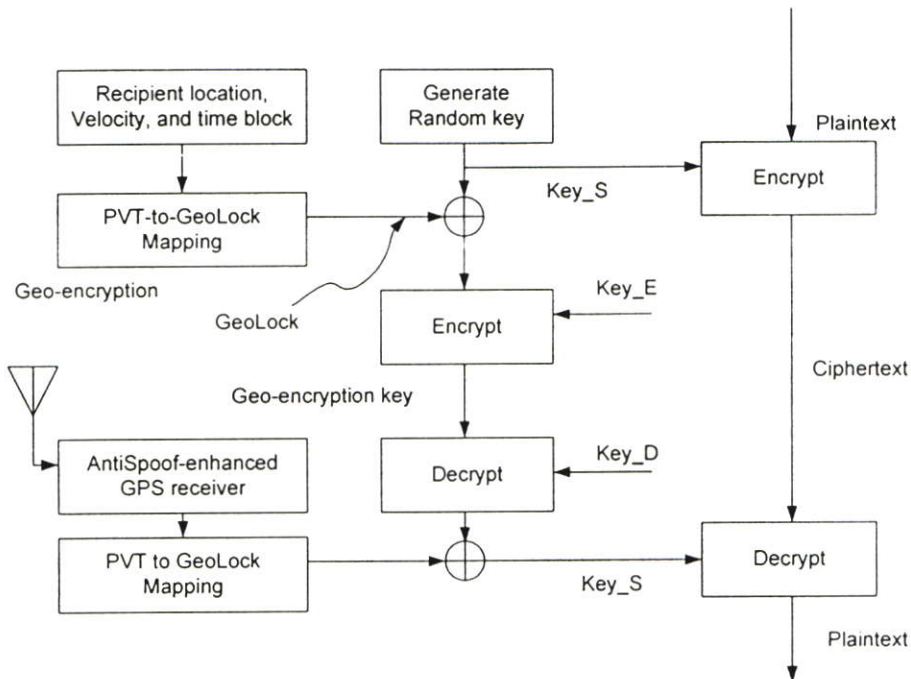 Recipient location,
Velocity, and time block
Generate
Random key
Plaintext
Encrypt
Key_S
PVT-to-GeoLock
Mapping
Geo-encryption
GeoLock
Key_E
Encrypt
Ciphertext
Geo-encryption key
AntiSpoof-enhanced
GPS receiver
Key_D
Decrypt
PVT to GeoLock
Mapping
Key_S
Decrypt
Plaintext